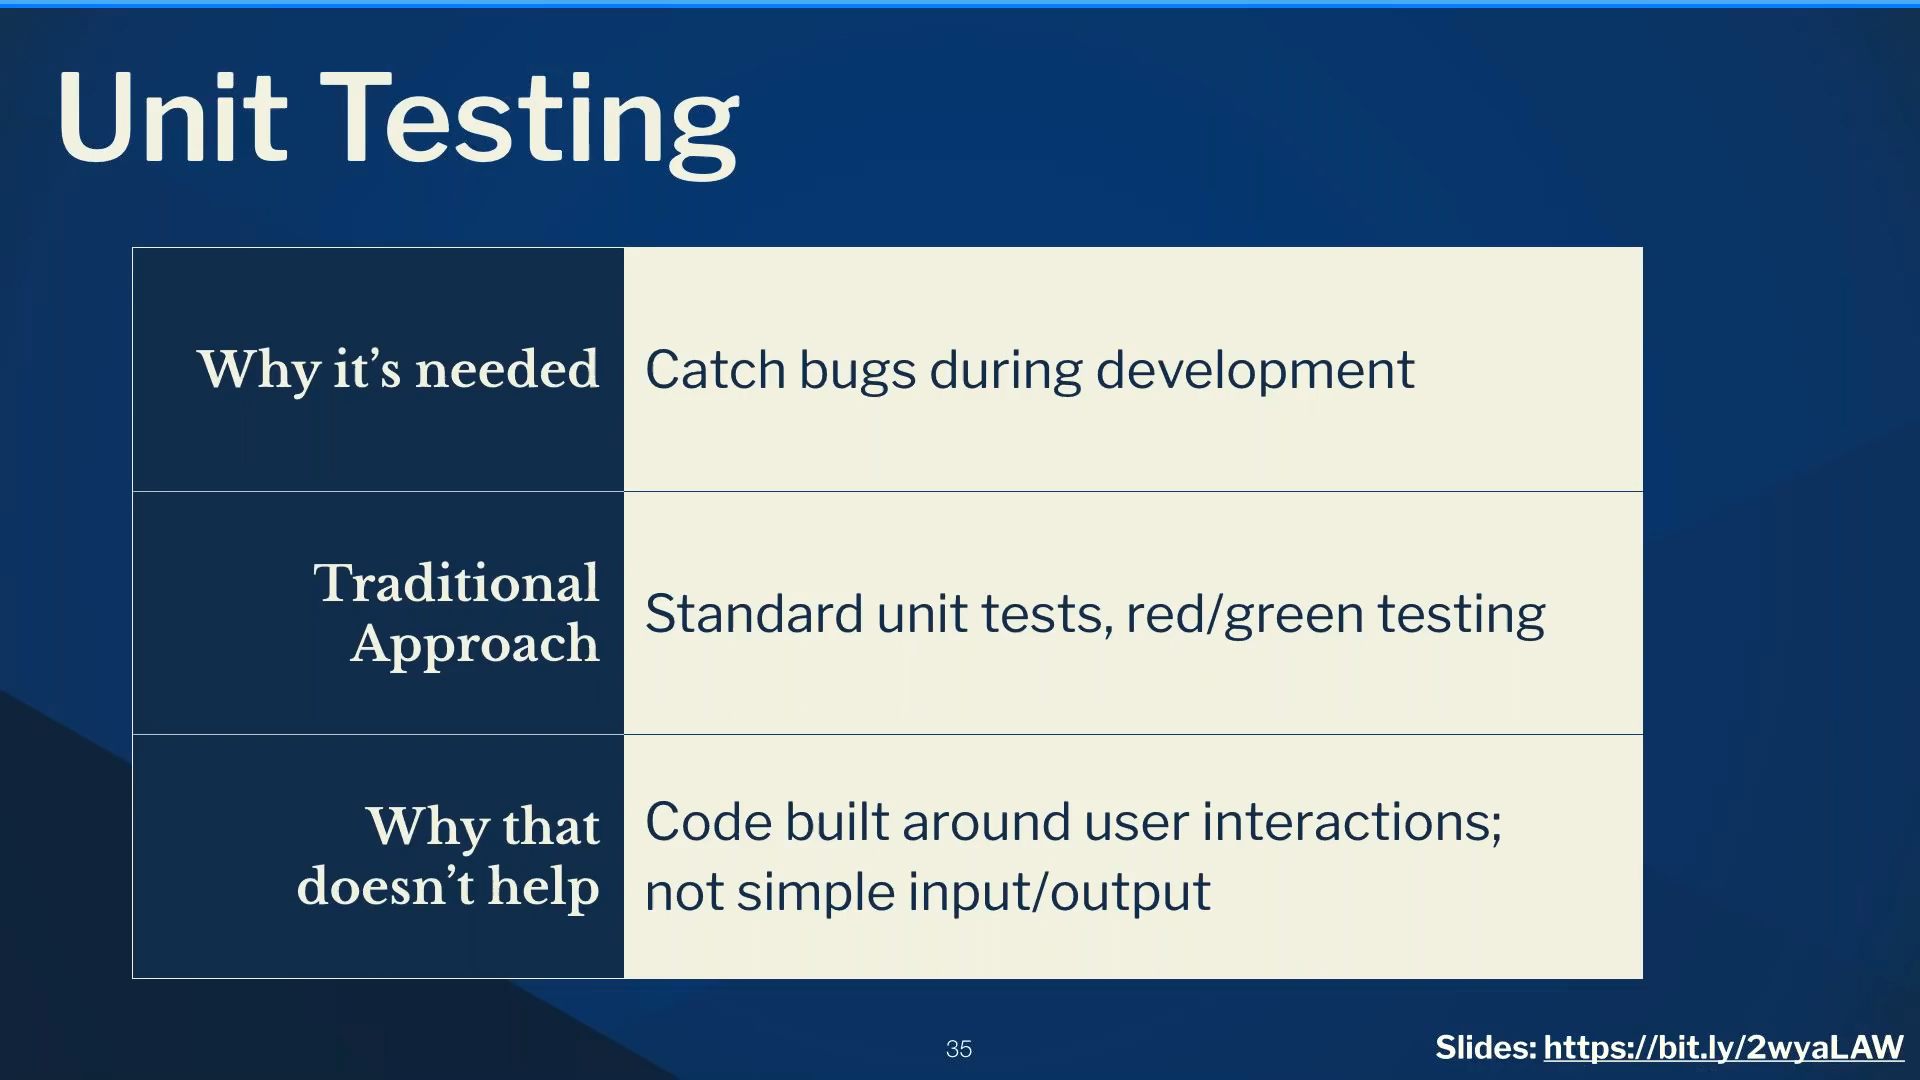 Unit Testing
Why it’s needed
Catch bugs during development
Traditional
Approach
Standard unit tests, red/green testing
Why that
doesn’t help
Code built around user interactions;
not simple input/output
35
Slides: https://bit.ly/2wyaLAW